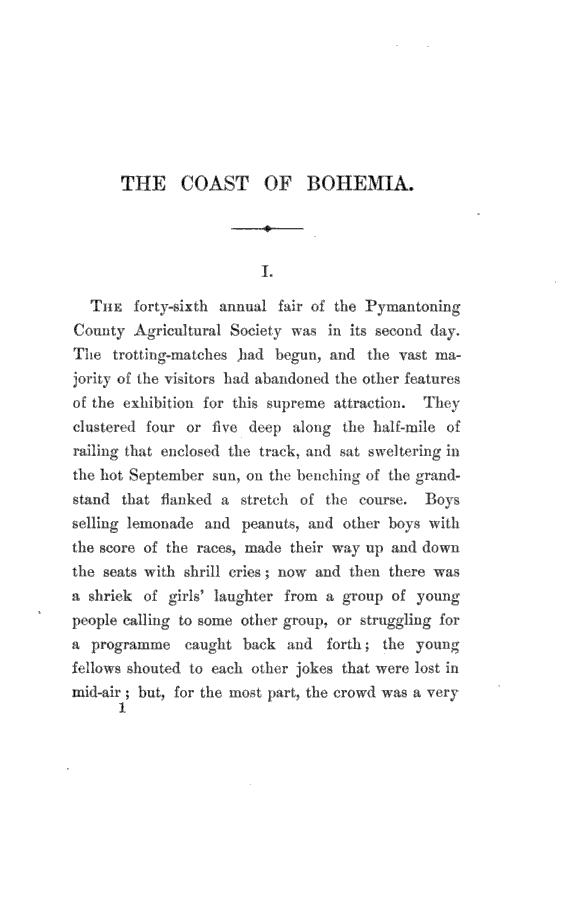 THE COAST OF BOHEMIA.
I.
THE forty-sixth annual fair of the Pymantoning
County Agricultural Society was in its second day.
The trotting-matches had begun, and the vast ma-
jority of the visitors had abandoned the other features
of the exhibition for this supreme attraction. They
clustered four or five deep along the half-mile of
railing that enclosed the track, and sat sweltering in
the hot September sun, on the benching of the grand-
stand that flanked a stretch of the course. Boys
selling lemonade and peanuts, and other boys with
the score of the races, made their way up and down
the seats with shrill cries; now and then there was
a shriek of girls' laughter from a group of young
people calling to some other group, or struggling for
a programme caught back and forth; the young
fellows shouted to each other jokes that were lost in
mid-air; but, for the most part, the crowd was a very
1